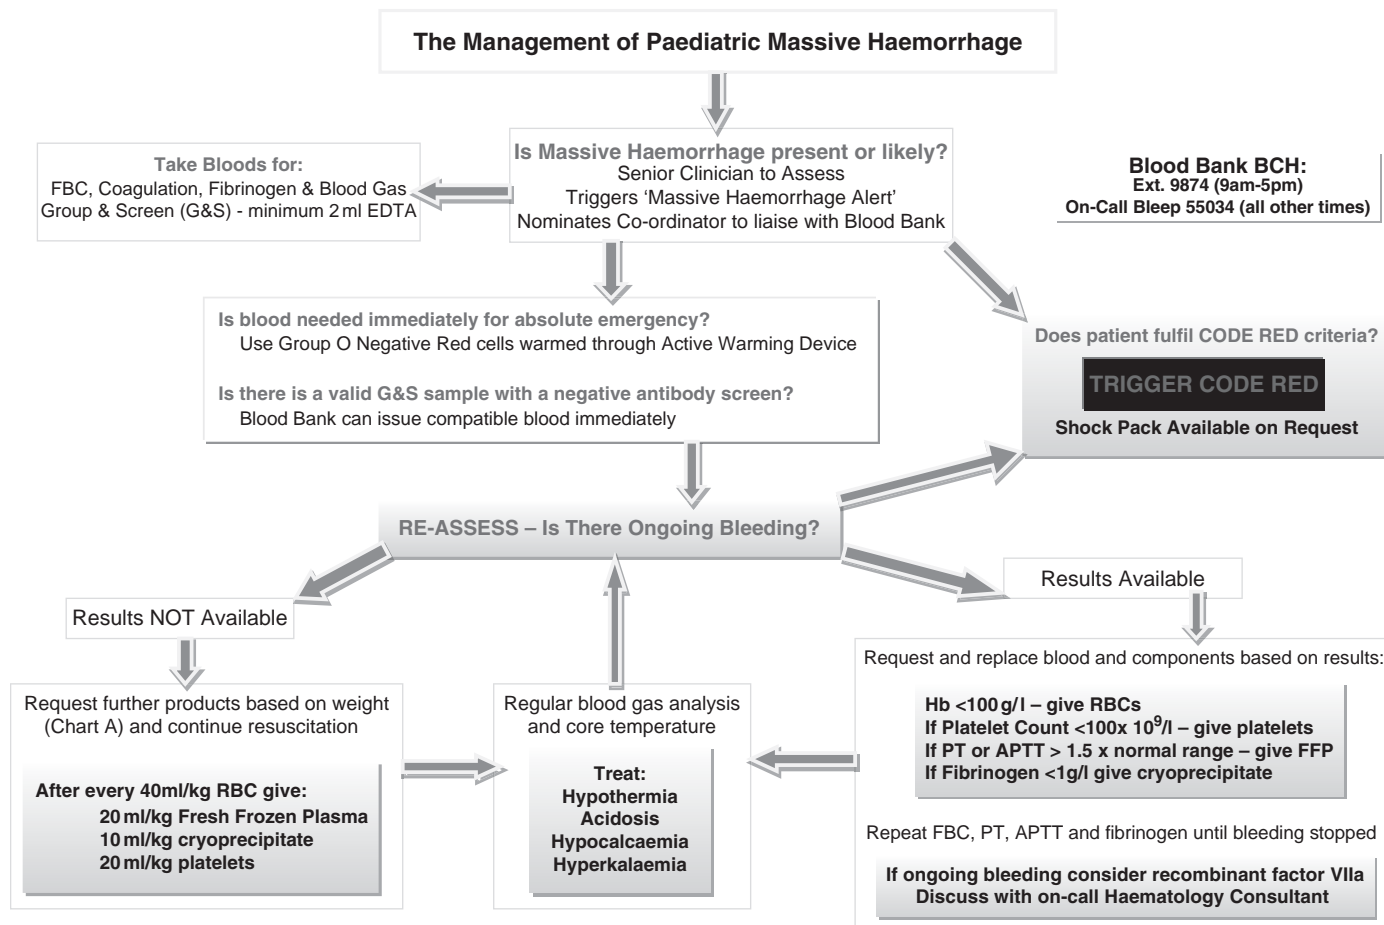 The Management of Paediatric Massive Haemorrhage
Is Massive Haemorrhage present or likely?
Senior Clinician to Assess
Triggers ‘Massive Haemorrhage Alert’
Nominates Co-ordinator to liaise with Blood Bank
Take Bloods for:
FBC, Coagulation, Fibrinogen & Blood Gas
Group & Screen (G&S) - minimum 2 ml EDTA
Blood Bank BCH:
Ext. 9874 (9am-5pm)
On-Call Bleep 55034 (all other times)
Is blood needed immediately for absolute emergency?
Use Group O Negative Red cells warmed through Active Warming Device
Is there is a valid G&S sample with a negative antibody screen?
Blood Bank can issue compatible blood immediately
Does patient fulfil CODE RED criteria?
TRIGGER CODE RED
Shock Pack Available on Request
RE-ASSESS – Is There Ongoing Bleeding?
Results NOT Available
Results Available
Request further products based on weight
(Chart A) and continue resuscitation
After every 40ml/kg RBC give:
20 ml/kg Fresh Frozen Plasma
10 ml/kg cryoprecipitate
20 ml/kg platelets
Regular blood gas analysis
and core temperature
Treat:
Hypothermia
Acidosis
Hypocalcaemia
Hyperkalaemia
Request and replace blood and components based on results:
Hb <100 g/l – give RBCs
If Platelet Count <100x 10⁹/l – give platelets
If PT or APTT > 1.5 x normal range – give FFP
If Fibrinogen <1g/l give cryoprecipitate
Repeat FBC, PT, APTT and fibrinogen until bleeding stopped
If ongoing bleeding consider recombinant factor VIIa
Discuss with on-call Haematology Consultant